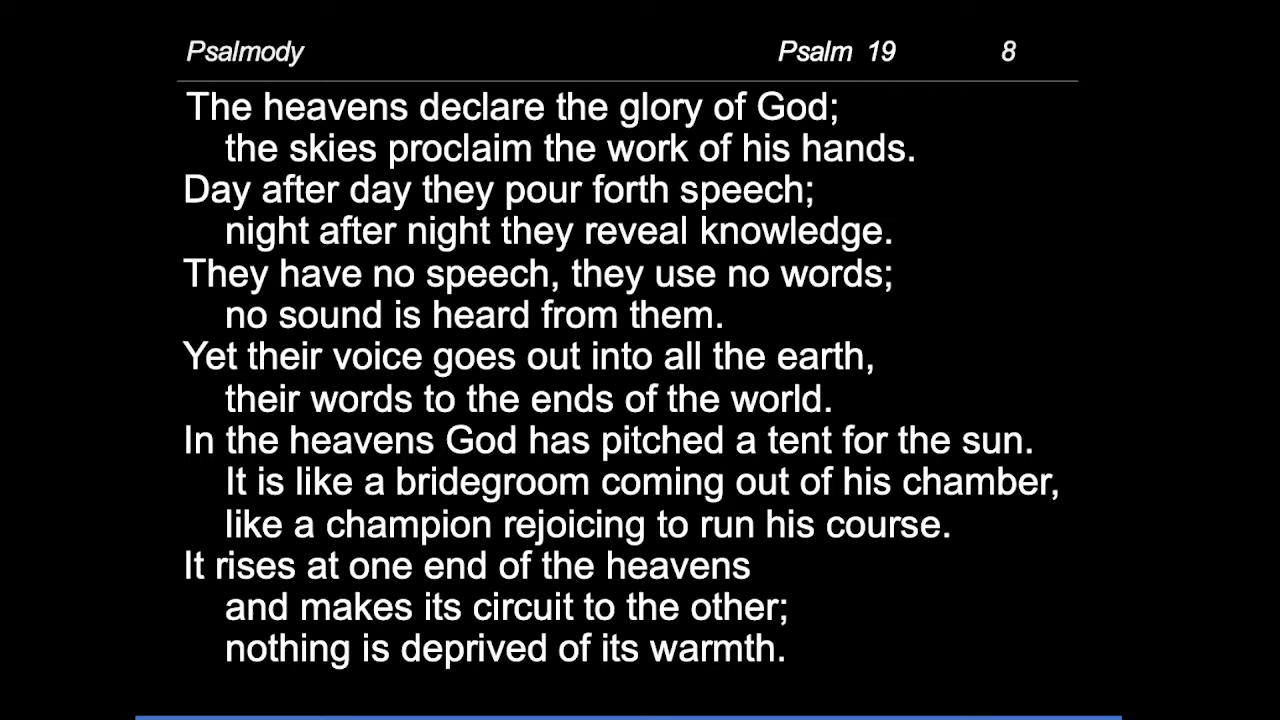 Psalmody Psalm 19 8
The heavens declare the glory of God;
the skies proclaim the work of his hands.
Day after day they pour forth speech;
night after night they reveal knowledge.
They have no speech, they use no words;
no sound is heard from them.
Yet their voice goes out into all the earth,
their words to the ends of the world.
In the heavens God has pitched a tent for the sun.
It is like a bridegroom coming out of his chamber,
like a champion rejoicing to run his course.
It rises at one end of the heavens
and makes its circuit to the other;
nothing is deprived of its warmth.